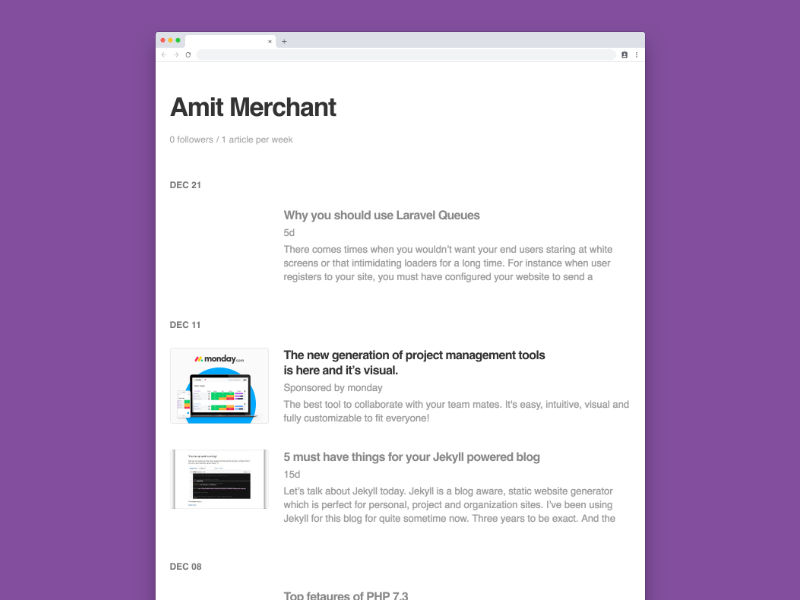 Amit Merchant
0 followers / 1 article per week
DEC 21
Why you should use Laravel Queues
5d
There comes times when you wouldn't want your end users staring at white
screens or that intimidating loaders for a long time. For instance when user
registers to your site, you must have configured your website to send a
DEC 11
monday.com
The new generation of project management tools
is here and it's visual.
Sponsored by monday
The best tool to collaborate with your team mates. It's easy, intuitive, visual and
fully customizable to fit everyone!
5 must have things for your Jekyll powered blog
15d
Let's talk about Jekyll today. Jekyll is a blog aware, static website generator
which is perfect for personal, project and organization sites. I've been using
Jekyll for this blog for quite sometime now. Three years to be exact. And the
DEC 08
Top fetaures of PHP 7.3